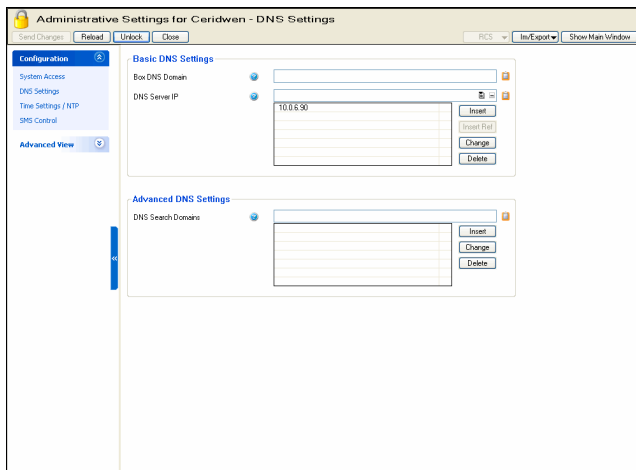 Administrative Settings for Ceridwen - DNS Settings
Send Changes Reload Unlock Close RCS Im/Export Show Main Window
Configuration
System Access
DNS Settings
Time Settings / NTP
SMS Control
Advanced View
Basic DNS Settings
Box DNS Domain
DNS Server IP
10.0.6.90
Insert
Insert Ref
Change
Delete
Advanced DNS Settings
DNS Search Domains
Insert
Change
Delete